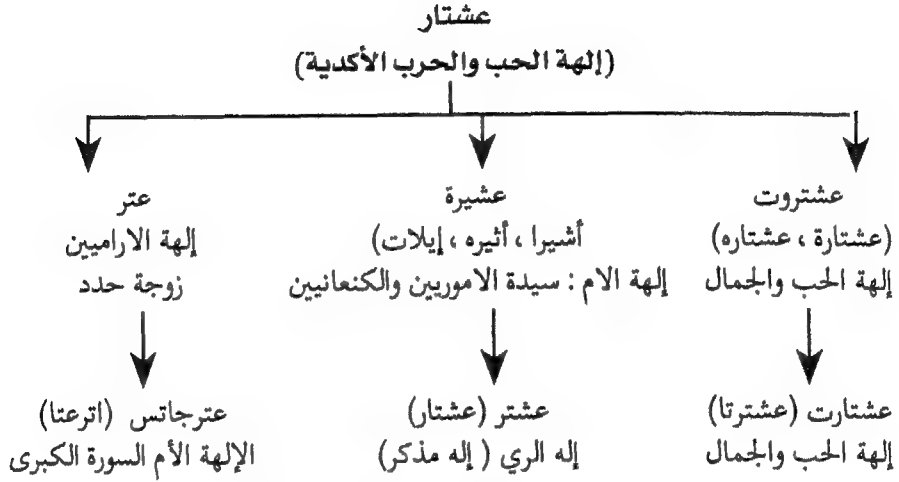 عشتار
(إلهة الحب والحرب الأكدية)
عشتروت
(عشتارة ، عشتاره)
إلهة الحب والجمال
عشيرة
أشيرا ، أثيره ، إيلات)
إلهة الام : سيدة الاموريين والكنعانيين
عتر
إلهة الاراميين
زوجة حدد
عشتارت (عشترتا)
إلهة الحب والجمال
عشتر (عشتار)
إله الري ( إله مذكر)
عترجاتس (اترعتا)
الإلهة الأم السورة الكبرى